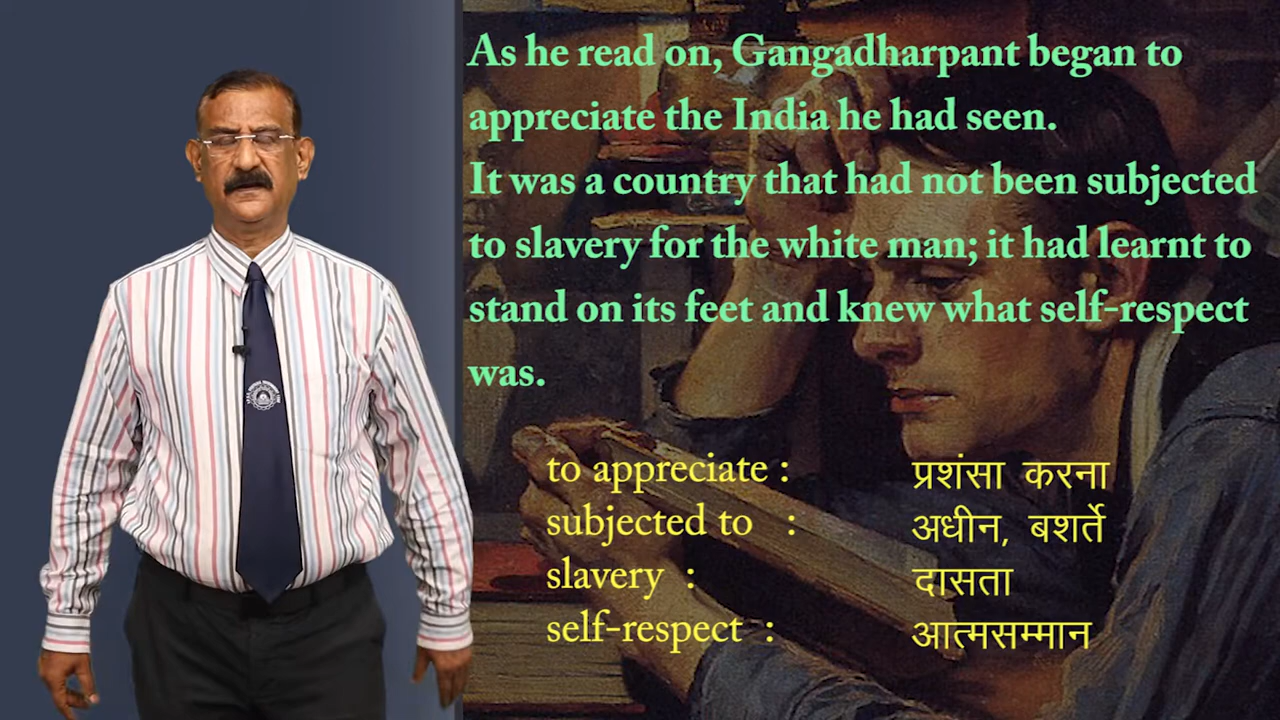 As he read on, Gangadharpant began to
appreciate the India he had seen.
It was a country that had not been subjected
to slavery for the white man; it had learnt to
stand on its feet and knew what self-respect
was.
to appreciate : प्रशंसा करना
subjected to : अधीन, बशर्ते
slavery : दासता
self-respect : आत्मसम्मान